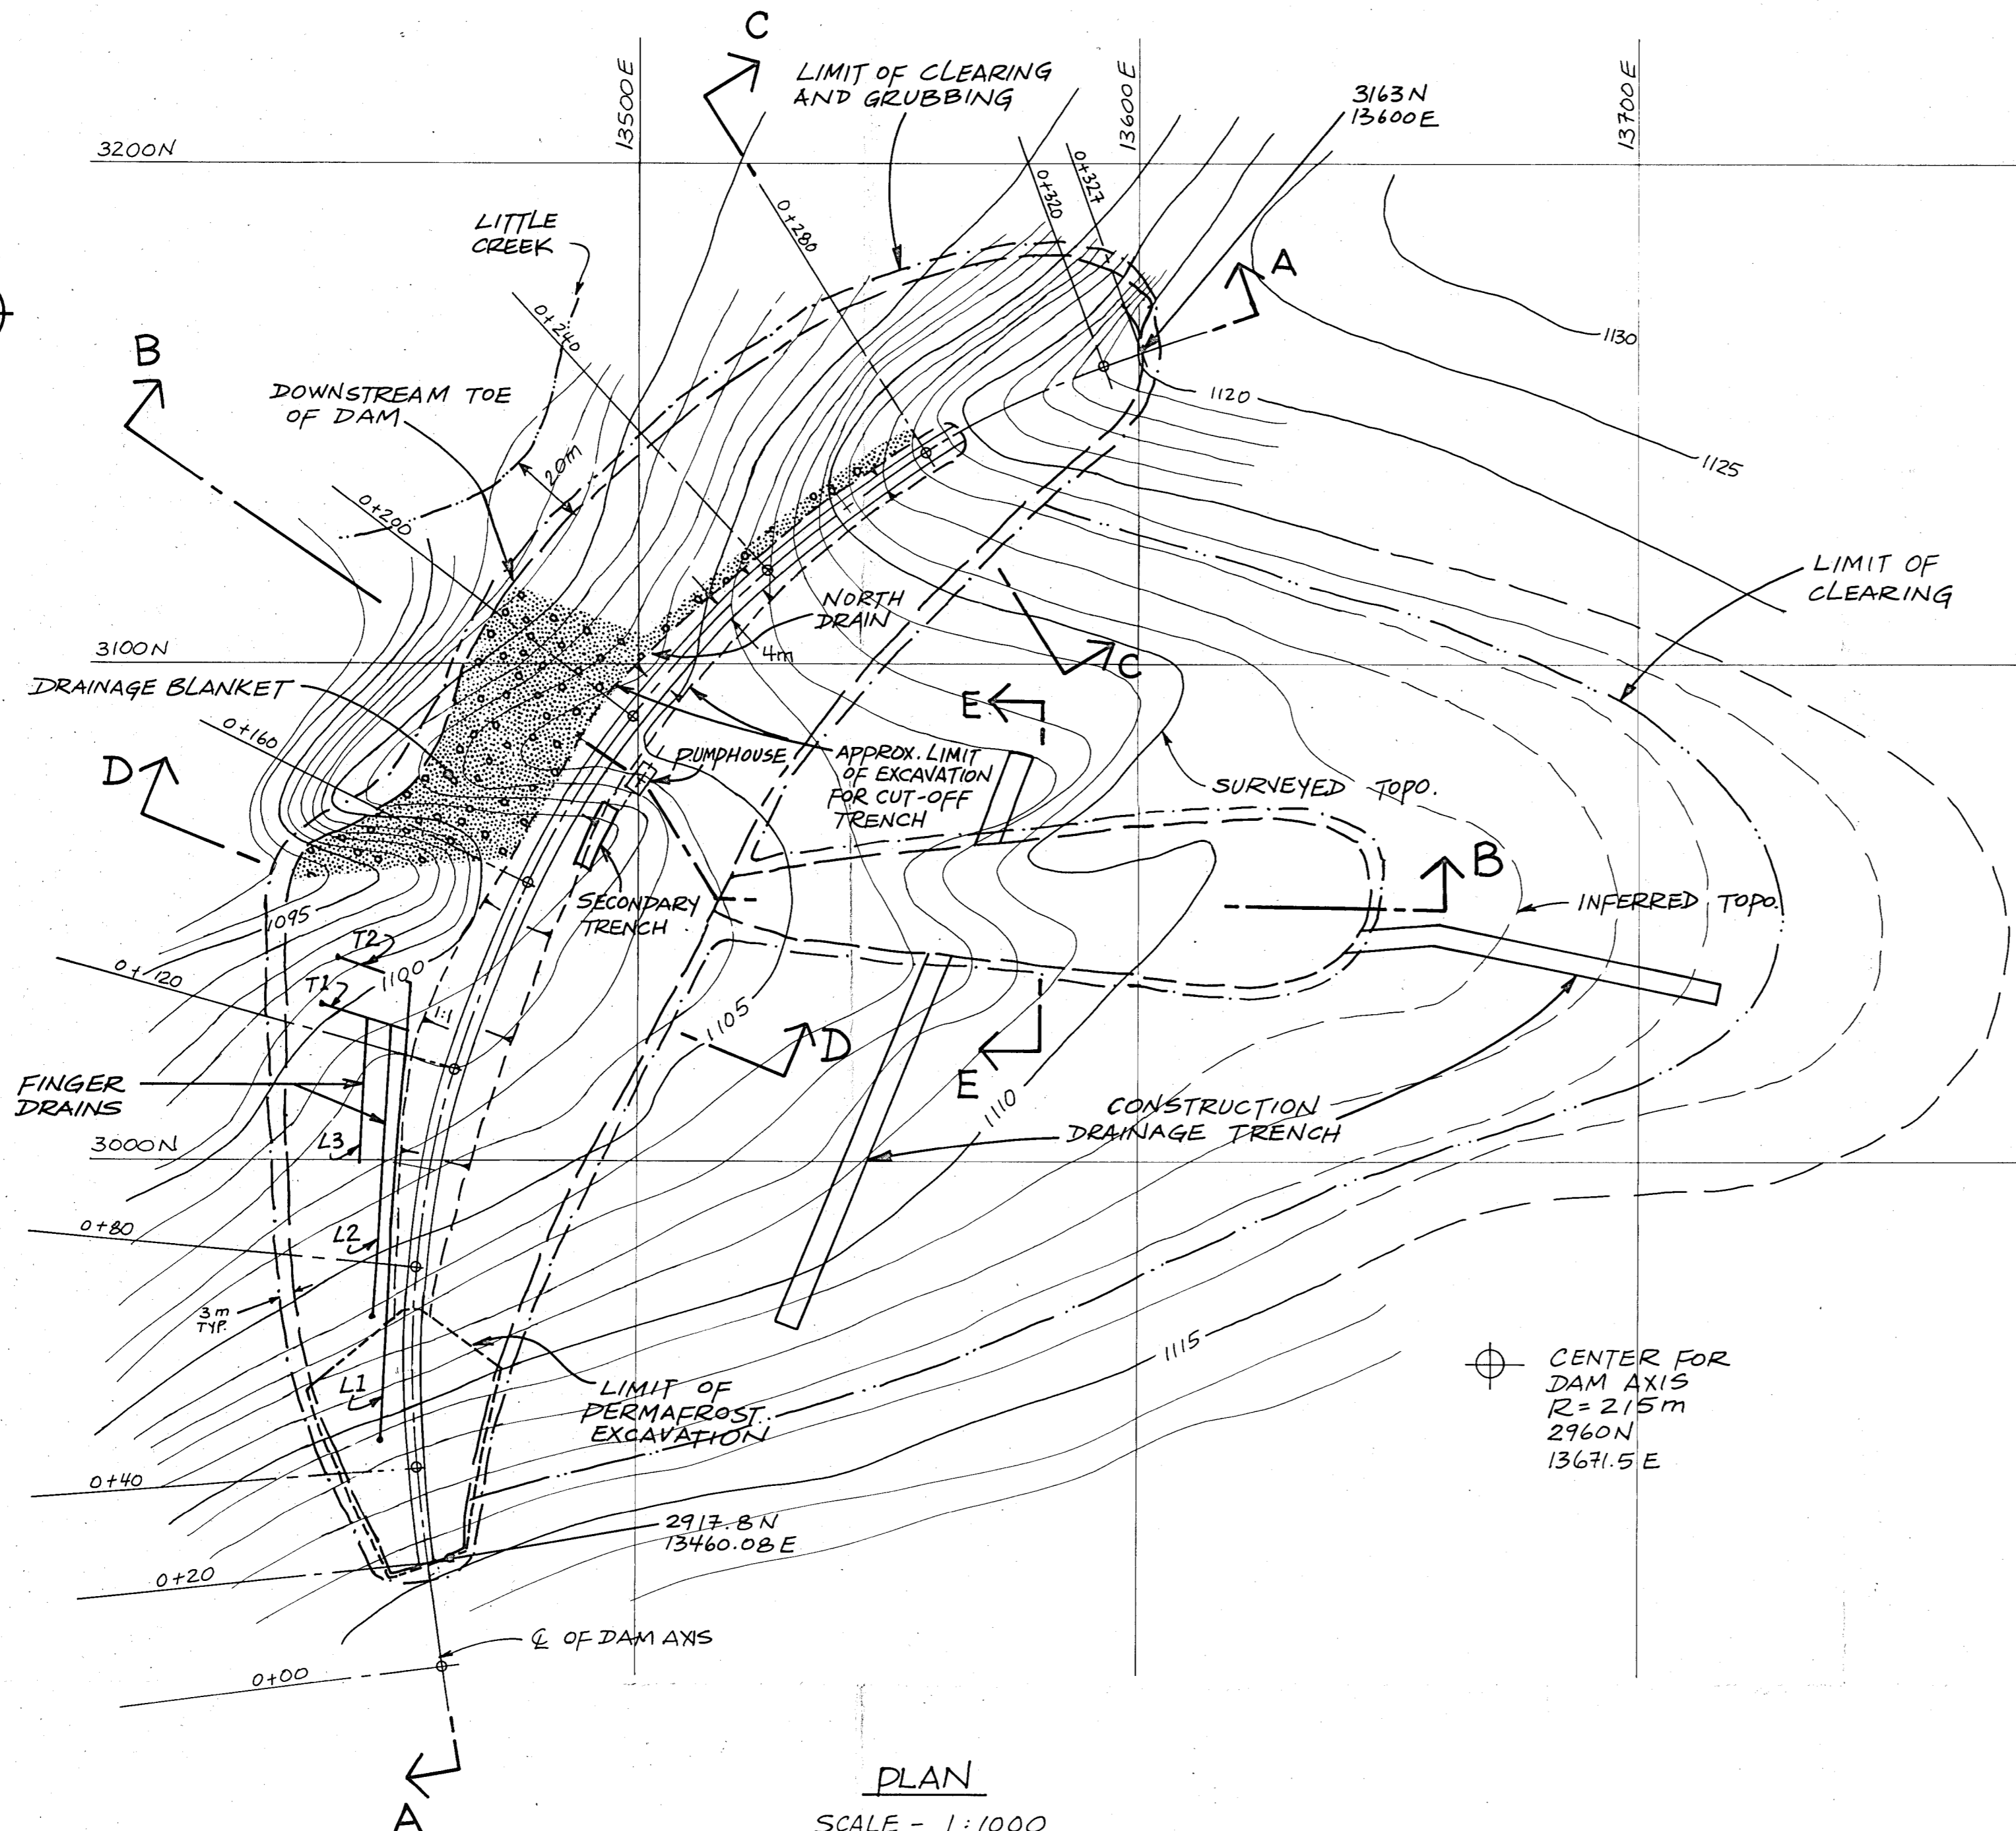 C
LIMIT OF CLEARING
AND GRUBBING
13500E
13600E
13700E
3163N
13600E
3200N
0+327
0+320
0+280
LITTLE
CREEK
A
0+240
1130
B
DOWNSTREAM TOE
OF DAM
1120
20m
1125
0+200
LIMIT OF
CLEARING
NORTH
DRAIN
3100N
4m
C
DRAINAGE BLANKET
E
0+160
PUMPHOUSE
APPROX. LIMIT
OF EXCAVATION
FOR CUT-OFF
TRENCH
D
SURVEYED TOPO.
B
SECONDARY
TRENCH
INFERRED TOPO.
1095
T2
0+120
1100
T1
1:1
1105
D
FINGER
DRAINS
E
1110
CONSTRUCTION
DRAINAGE TRENCH
L3
3000N
0+80
L2
3m
TYP.
1115
CENTER FOR
DAM AXIS
R=215m
2960N
13671.5E
L1
LIMIT OF
PERMAFROST
EXCAVATION
0+40
2917.8N
13460.08E
0+20
℄ OF DAM AXIS
0+00
A
PLAN
SCALE - 1:1000